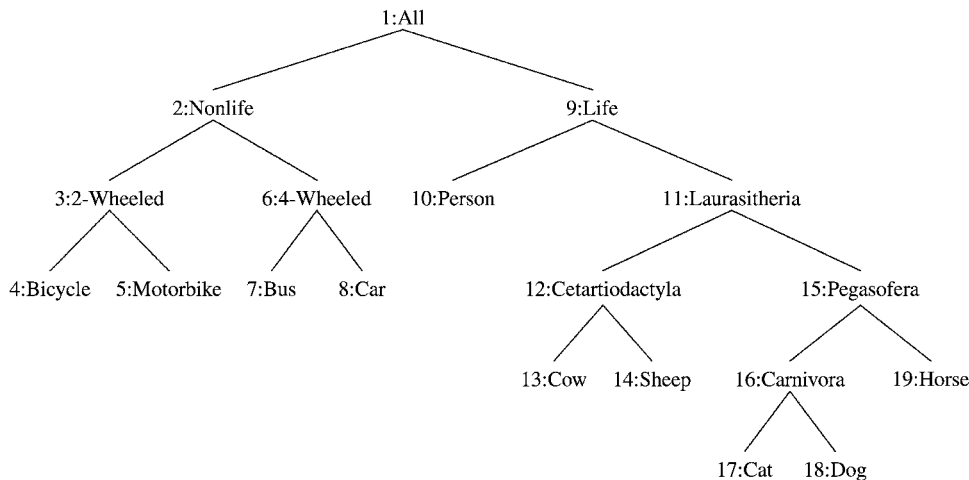 1:All
2:Nonlife 9:Life
3:2-Wheeled 6:4-Wheeled 10:Person 11:Laurasitheria
4:Bicycle 5:Motorbike 7:Bus 8:Car 12:Cetartiodactyla 15:Pegasofera
13:Cow 14:Sheep 16:Carnivora 19:Horse
17:Cat 18:Dog